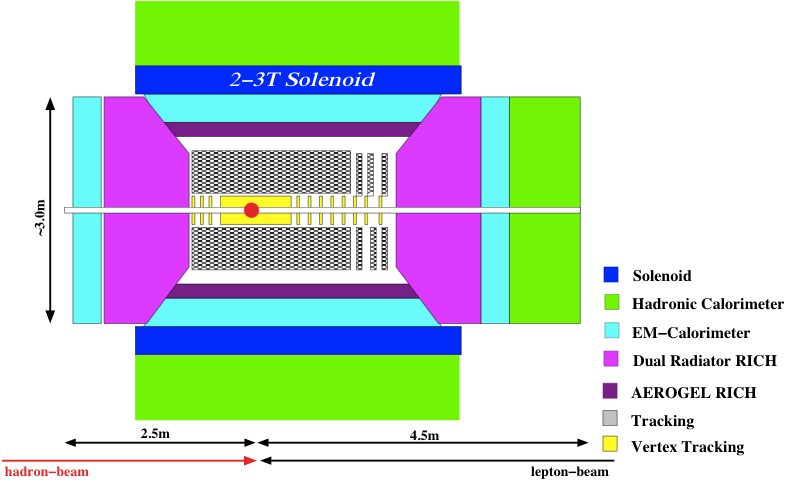 2−3T Solenoid
~3.0m
Solenoid
Hadronic Calorimeter
EM−Calorimeter
Dual Radiator RICH
AEROGEL RICH
Tracking
Vertex Tracking
2.5m
4.5m
hadron−beam
lepton−beam